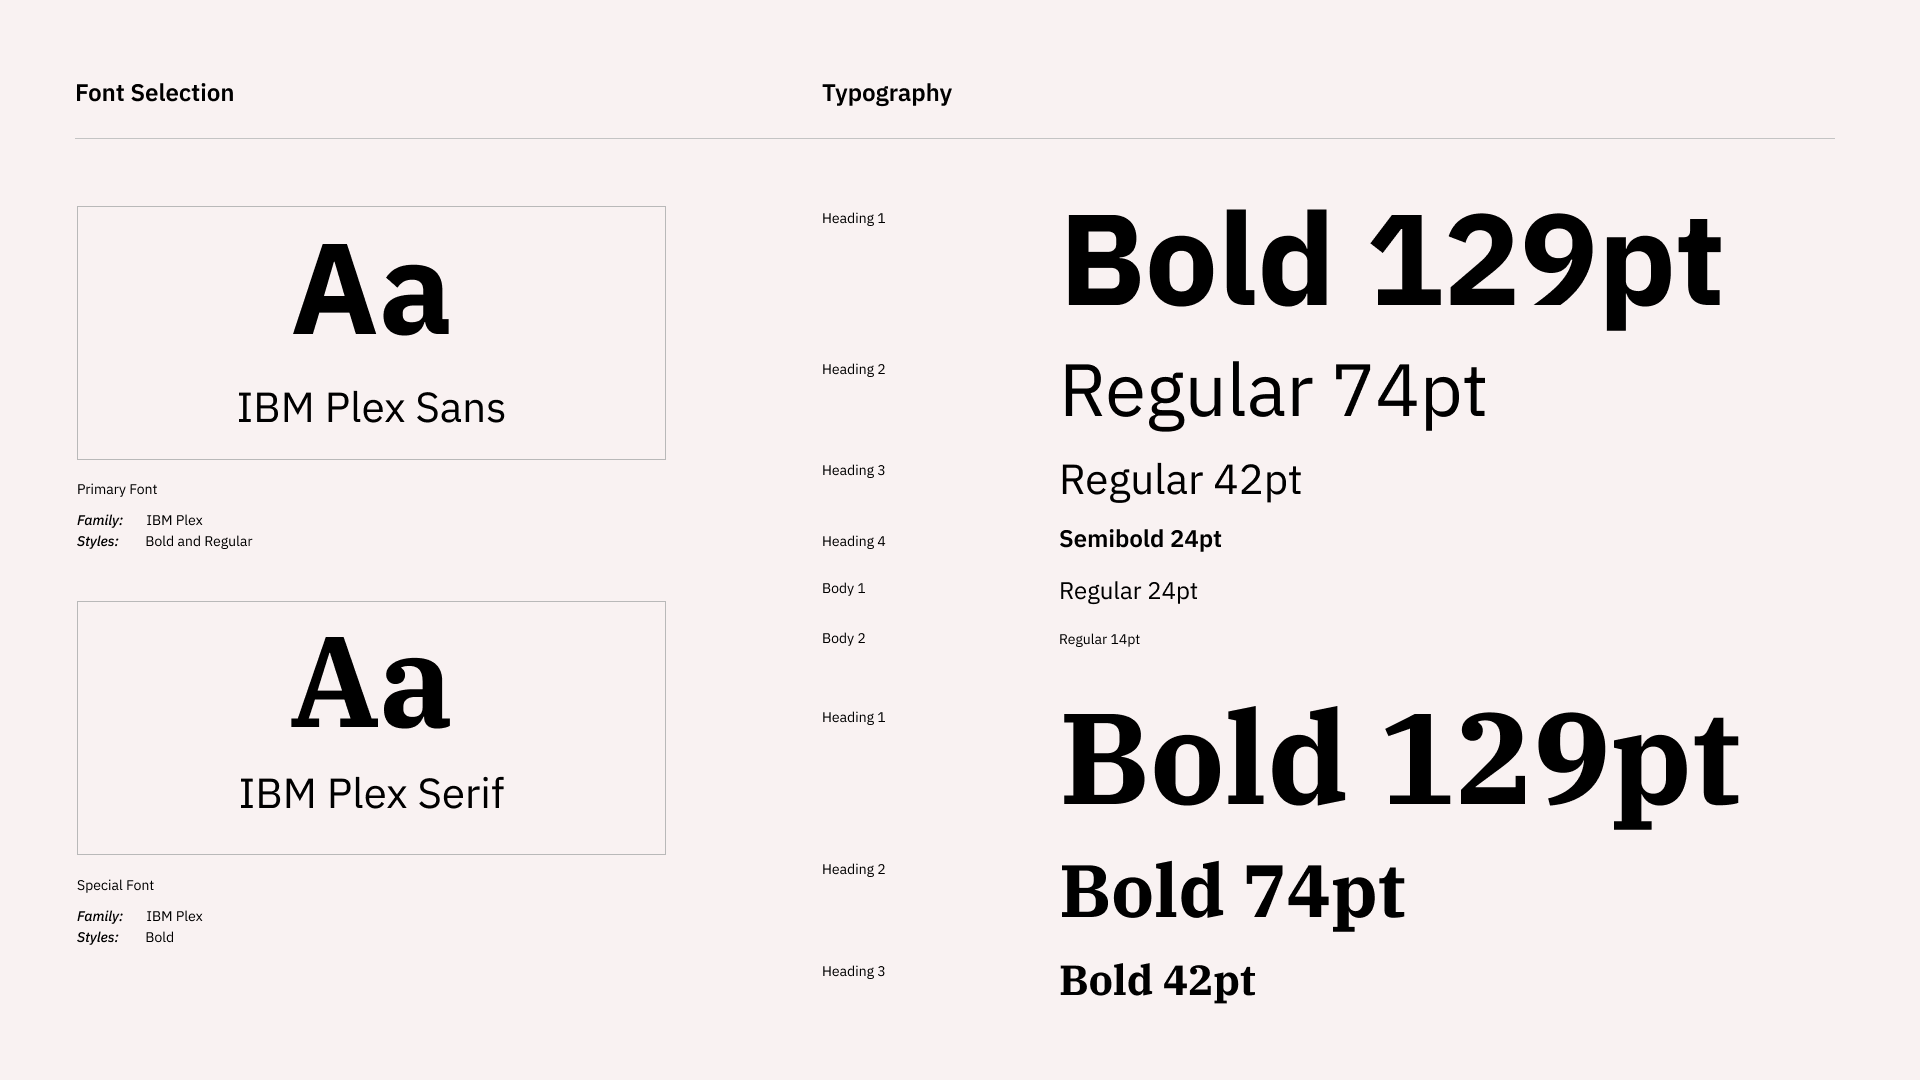 Font Selection
Typography
Aa
IBM Plex Sans
Primary Font
Family: IBM Plex
Styles: Bold and Regular
Aa
IBM Plex Serif
Special Font
Family: IBM Plex
Styles: Bold
Heading 1 Bold 129pt
Heading 2 Regular 74pt
Heading 3 Regular 42pt
Heading 4 Semibold 24pt
Body 1 Regular 24pt
Body 2 Regular 14pt
Heading 1 Bold 129pt
Heading 2 Bold 74pt
Heading 3 Bold 42pt